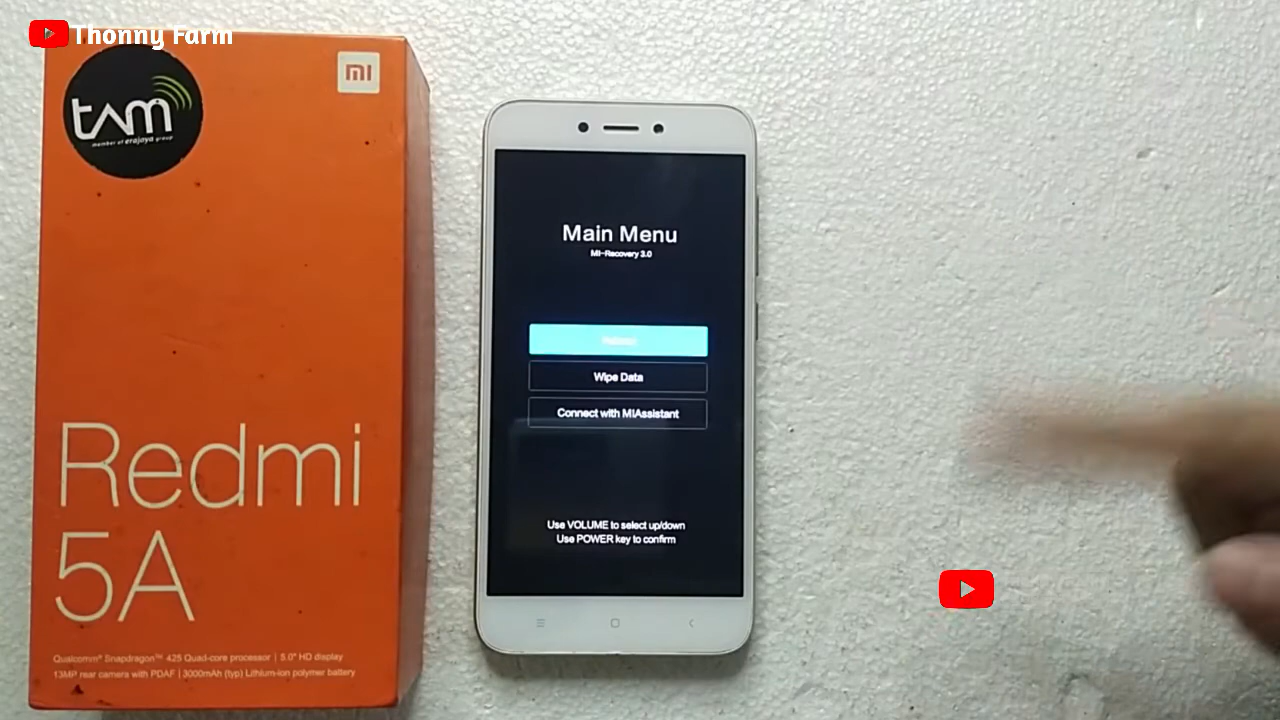 Thonny Farm
tam
member of erajaya group
mi
Redmi
5A
Qualcomm® Snapdragon™ 425 Quad-core processor | 5.0" HD display
13MP rear camera with PDAF | 3000mAh (typ) Lithium-ion polymer battery
Main Menu
MI-Recovery 3.0
Wipe Data
Connect with MIAssistant
Use VOLUME to select up/down
Use POWER key to confirm